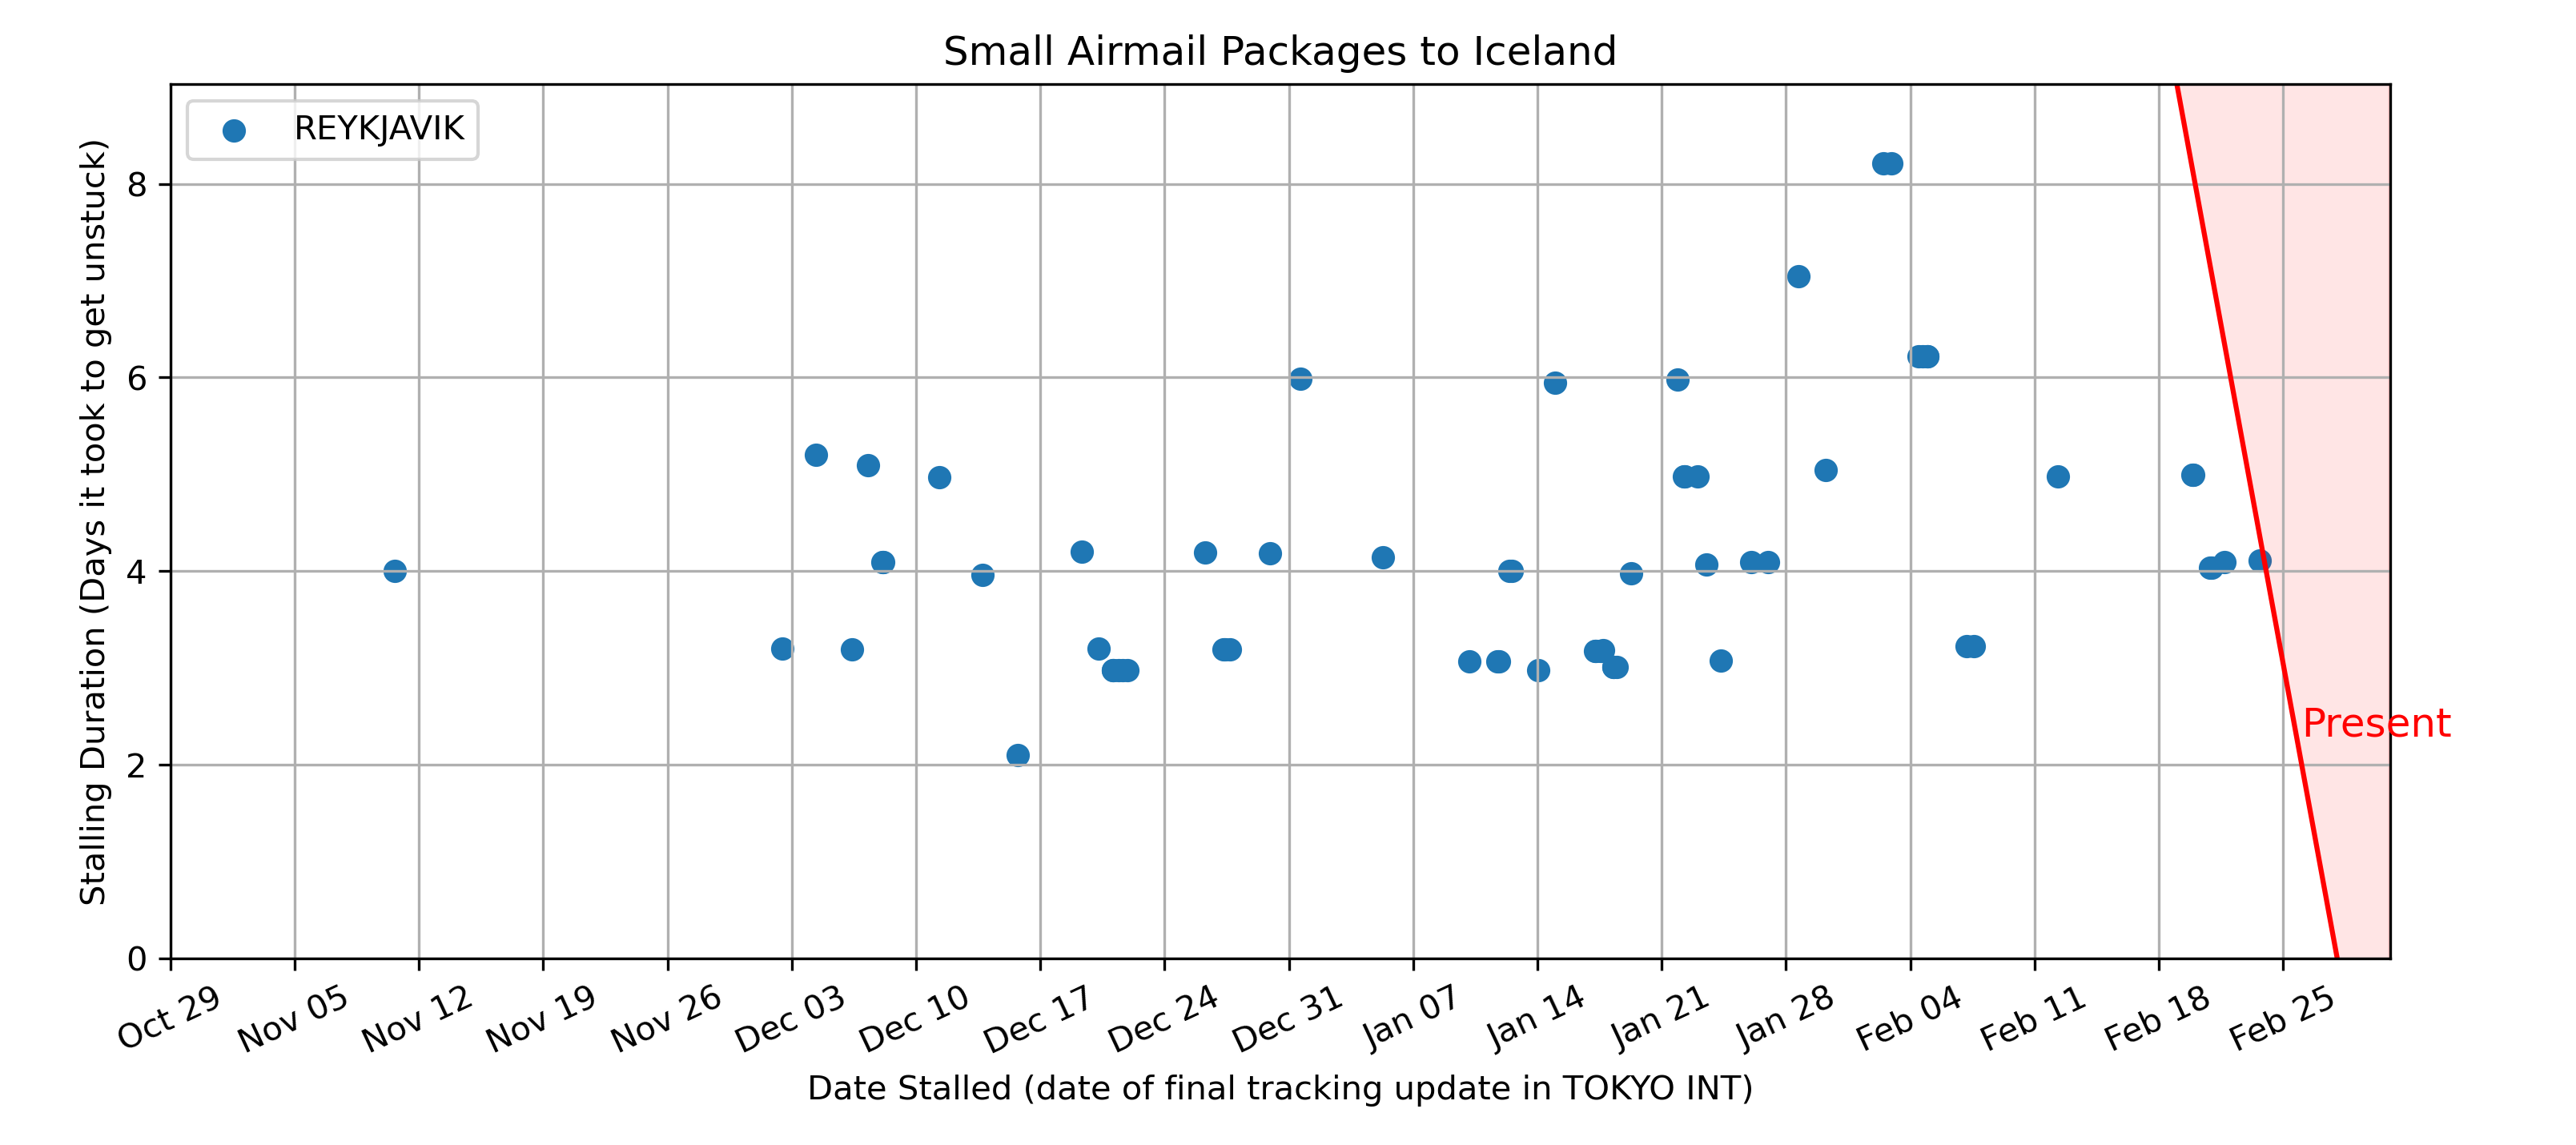 Small Airmail Packages to Iceland
REYKJAVIK
Stalling Duration (Days it took to get unstuck)
8
6
4
2
0
Present
Oct 29
Nov 05
Nov 12
Nov 19
Nov 26
Dec 03
Dec 10
Dec 17
Dec 24
Dec 31
Jan 07
Jan 14
Jan 21
Jan 28
Feb 04
Feb 11
Feb 18
Feb 25
Date Stalled (date of final tracking update in TOKYO INT)